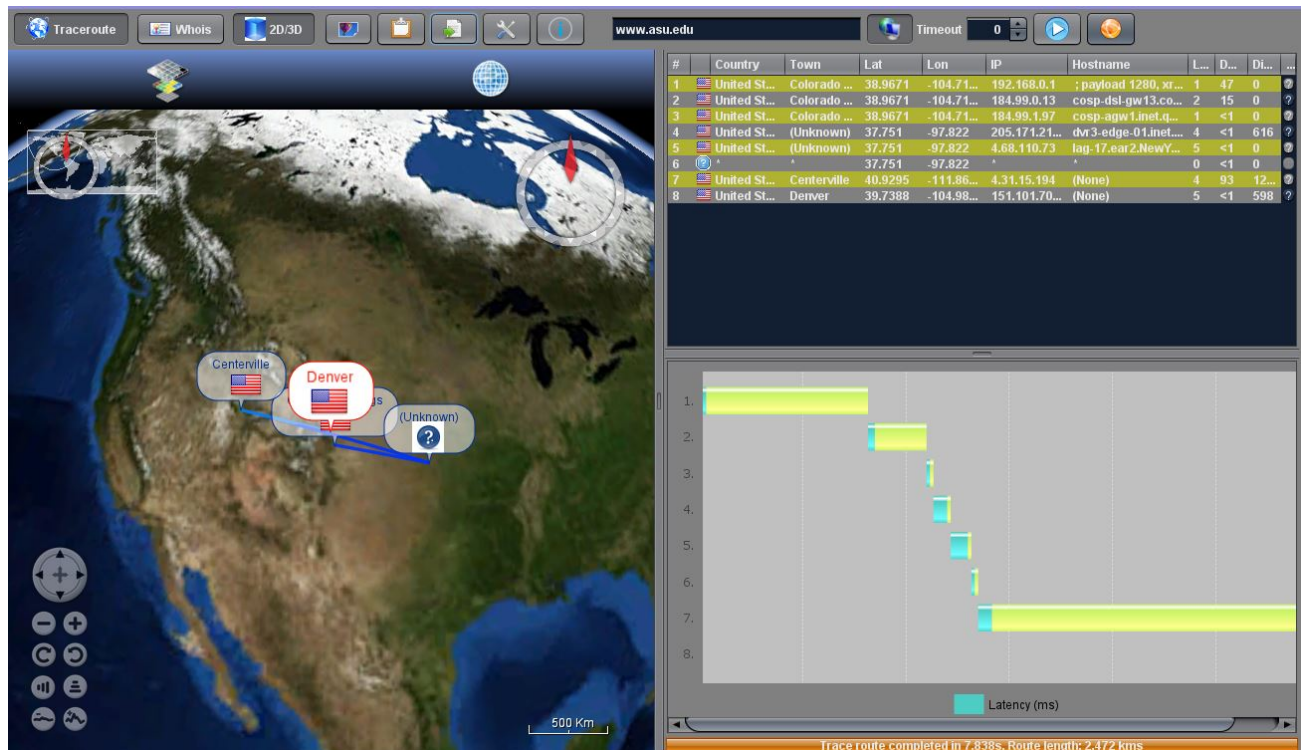 Traceroute Whois 2D/3D www.asu.edu Timeout 0
# Country Town Lat Lon IP Hostname L... D... Di... ...
1 United St... Colorado ... 38.9671 -104.71... 192.168.0.1 ; payload 1280, xr... 1 47 0
2 United St... Colorado ... 38.9671 -104.71... 184.99.0.13 cosp-dsl-gw13.co... 2 15 0 ?
3 United St... Colorado ... 38.9671 -104.71... 184.99.1.97 cosp-agw1.inet.q... 1 <1 0
4 United St... (Unknown) 37.751 -97.822 205.171.21... dvr3-edge-01.inet.... 4 <1 616 ?
5 United St... (Unknown) 37.751 -97.822 4.68.110.73 lag-17.ear2.NewY... 5 <1 0
6 ? * * 37.751 -97.822 * * 0 <1 0
7 United St... Centerville 40.9295 -111.86... 4.31.15.194 (None) 4 93 12...
8 United St... Denver 39.7388 -104.98... 151.101.70... (None) 5 <1 598 ?
Centerville
Denver
gs
(Unknown)
?
500 Km
1.
2.
3.
4.
5.
6.
7.
8.
Latency (ms)
Trace route completed in 7.838s. Route length: 2,472 kms